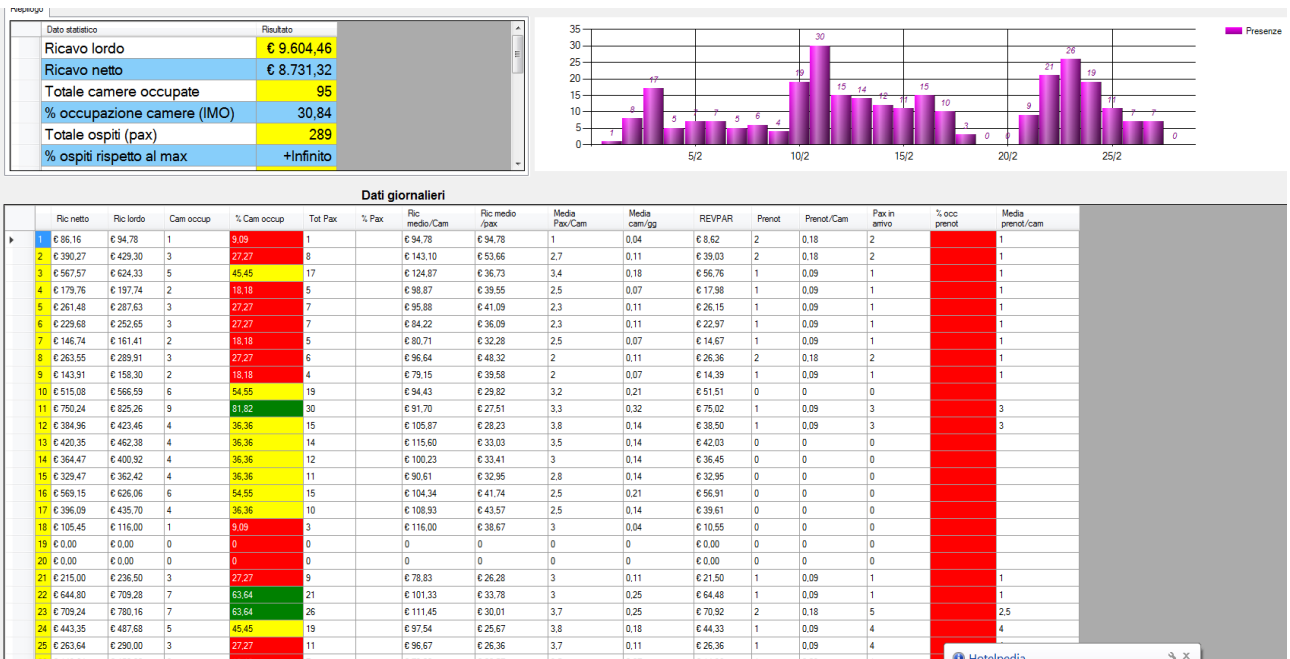 Riepilogo
Dato statistico Risultato
Ricavo lordo € 9.604,46
Ricavo netto € 8.731,32
Totale camere occupate 95
% occupazione camere (IMO) 30,84
Totale ospiti (pax) 289
% ospiti rispetto al max +Infinito
35
30
25
20
15
10
5
0
1 8 17 5 7 7 5 6 4 19 30 15 14 12 11 15 10 3 0 0 9 21 26 19 11 7 7 0
5/2 10/2 15/2 20/2 25/2
Presenze
Dati giornalieri
Ric netto Ric lordo Cam occup % Cam occup Tot Pax % Pax Ric medio/Cam Ric medio /pax Media Pax/Cam Media cam/gg REVPAR Prenot Prenot/Cam Pax in arrivo % occ prenot Media prenot/cam
1 € 86,16 € 94,78 1 9,09 1 € 94,78 € 94,78 1 0,04 € 8,62 2 0,18 2 1
2 € 390,27 € 429,30 3 27,27 8 € 143,10 € 53,66 2,7 0,11 € 39,03 2 0,18 2 1
3 € 567,57 € 624,33 5 45,45 17 € 124,87 € 36,73 3,4 0,18 € 56,76 1 0,09 1 1
4 € 179,76 € 197,74 2 18,18 5 € 98,87 € 39,55 2,5 0,07 € 17,98 1 0,09 1 1
5 € 261,48 € 287,63 3 27,27 7 € 95,88 € 41,09 2,3 0,11 € 26,15 1 0,09 1 1
6 € 229,68 € 252,65 3 27,27 7 € 84,22 € 36,09 2,3 0,11 € 22,97 1 0,09 1 1
7 € 146,74 € 161,41 2 18,18 5 € 80,71 € 32,28 2,5 0,07 € 14,67 1 0,09 1 1
8 € 263,55 € 289,91 3 27,27 6 € 96,64 € 48,32 2 0,11 € 26,36 2 0,18 2 1
9 € 143,91 € 158,30 2 18,18 4 € 79,15 € 39,58 2 0,07 € 14,39 1 0,09 1 1
10 € 515,08 € 566,59 6 54,55 19 € 94,43 € 29,82 3,2 0,21 € 51,51 0 0 0
11 € 750,24 € 825,26 9 81,82 30 € 91,70 € 27,51 3,3 0,32 € 75,02 1 0,09 3 3
12 € 384,96 € 423,46 4 36,36 15 € 105,87 € 28,23 3,8 0,14 € 38,50 1 0,09 3 3
13 € 420,35 € 462,38 4 36,36 14 € 115,60 € 33,03 3,5 0,14 € 42,03 0 0 0
14 € 364,47 € 400,92 4 36,36 12 € 100,23 € 33,41 3 0,14 € 36,45 0 0 0
15 € 329,47 € 362,42 4 36,36 11 € 90,61 € 32,95 2,8 0,14 € 32,95 0 0 0
16 € 569,15 € 626,06 6 54,55 15 € 104,34 € 41,74 2,5 0,21 € 56,91 0 0 0
17 € 396,09 € 435,70 4 36,36 10 € 108,93 € 43,57 2,5 0,14 € 39,61 0 0 0
18 € 105,45 € 116,00 1 9,09 3 € 116,00 € 38,67 3 0,04 € 10,55 0 0 0
19 € 0,00 € 0,00 0 0 0 0 0 0 0 € 0,00 0 0 0
20 € 0,00 € 0,00 0 0 0 0 0 0 0 € 0,00 0 0 0
21 € 215,00 € 236,50 3 27,27 9 € 78,83 € 26,28 3 0,11 € 21,50 1 0,09 1 1
22 € 644,80 € 709,28 7 63,64 21 € 101,33 € 33,78 3 0,25 € 64,48 1 0,09 1 1
23 € 709,24 € 780,16 7 63,64 26 € 111,45 € 30,01 3,7 0,25 € 70,92 2 0,18 5 2,5
24 € 443,35 € 487,68 5 45,45 19 € 97,54 € 25,67 3,8 0,18 € 44,33 1 0,09 4 4
25 € 263,64 € 290,00 3 27,27 11 € 96,67 € 26,36 3,7 0,11 € 26,36 1 0,09 4
Hotelpedia